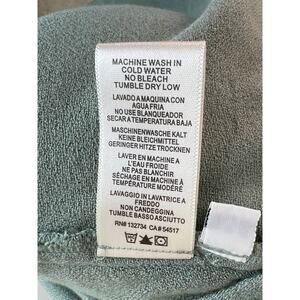 MACHINE WASH IN
COLD WATER
NO BLEACH
TUMBLE DRY LOW
LAVADO A MAQUINA CON
AGUA FRIA
NO USE BLANQUEADOR
SECAR A TEMPERATURA BAJA
MASCHINENWASCHE KALT
KEINE BLEICHMITTEL
GERINGER HITZE TROCKNEN
LAVER EN MACHINE A
L'EAU FROIDE
NE PAS BLANCHIR
SÉCHAGE EN MACHINE À
TEMPÉRATURE MODÉRÉ
LAVAGGIO IN LAVATRICE A
FREDDO
NON CANDEGGINA
TUMBLE BASSO ASCIUTTO
RN# 132734 CA# 54517